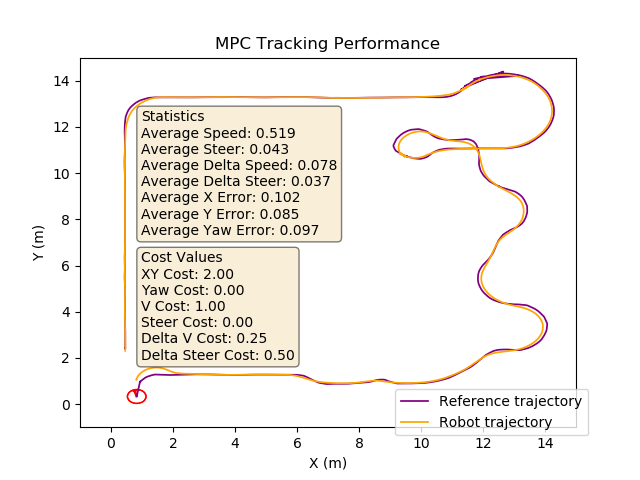 MPC Tracking Performance
14
12
10
8
6
4
2
0
Y (m)
Statistics
Average Speed: 0.519
Average Steer: 0.043
Average Delta Speed: 0.078
Average Delta Steer: 0.037
Average X Error: 0.102
Average Y Error: 0.085
Average Yaw Error: 0.097
Cost Values
XY Cost: 2.00
Yaw Cost: 0.00
V Cost: 1.00
Steer Cost: 0.00
Delta V Cost: 0.25
Delta Steer Cost: 0.50
Reference trajectory
Robot trajectory
0 2 4 6 8 10 12 14
X (m)